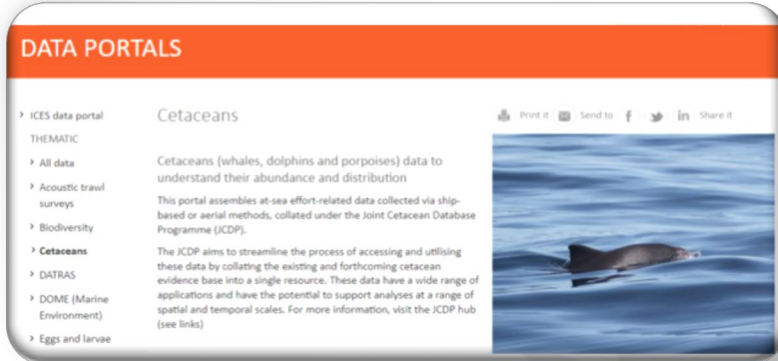 DATA PORTALS
ICES data portal
THEMATIC
All data
Acoustic trawl
surveys
Biodiversity
Cetaceans
DATRAS
DOME (Marine
Environment)
Eggs and larvae
Cetaceans
Cetaceans (whales, dolphins and porpoises) data to
understand their abundance and distribution
This portal assembles at-sea effort-related data collected via ship-
based or aerial methods, collated under the Joint Cetacean Database
Programme (JCDP).
The JCDP aims to streamline the process of accessing and utilising
these data by collating the existing and forthcoming cetacean
evidence base into a single resource. These data have a wide range of
applications and have the potential to support analyses at a range of
spatial and temporal scales. For more information, visit the JCDP hub
(see links)
Print it Send to f in Share it